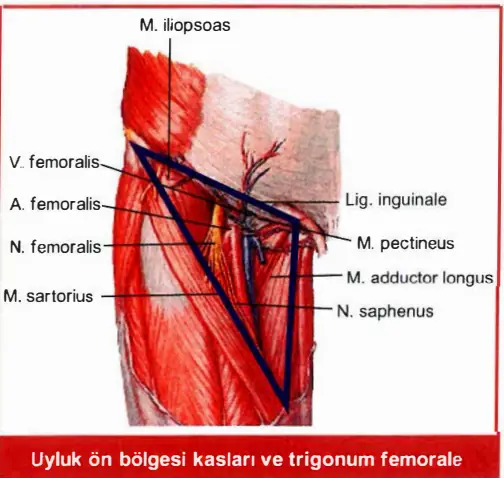 M. iliopsoas
V. femoralis
A. femoralis
N. femoralis
M. sartorius
Lig. inguinale
M. pectineus
M. adductor longus
N. saphenus
Uyluk ön bölgesi kasları ve trigonum femorale